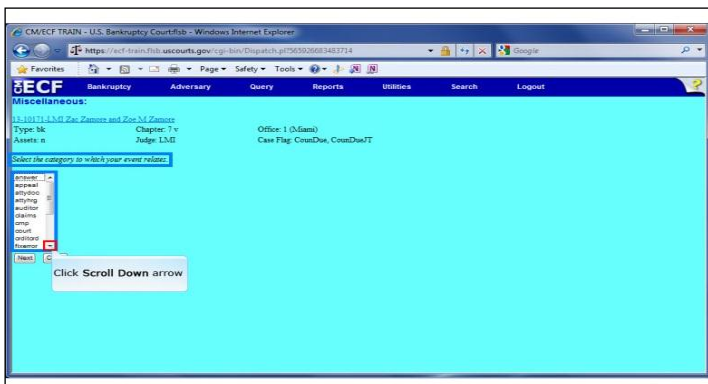 CM/ECF TRAIN - U.S. Bankruptcy Court:flsb - Windows Internet Explorer
https://ecf-train.flsb.uscourts.gov/cgi-bin/Dispatch.pl?565926683483714
Google
Favorites Page Safety Tools
ECF Bankruptcy Adversary Query Reports Utilities Search Logout ?
Miscellaneous:
13-10171-LMI Zac Zamore and Zoe M Zamore
Type: bk Chapter: 7 v Office: 1 (Miami)
Assets: n Judge: LMI Case Flag: CounDue, CounDueJT
Select the category to which your event relates.
answer
appeal
attydoc
attyhrg
auditor
claims
cmp
court
orditord
fixerror
Next C
Click Scroll Down arrow